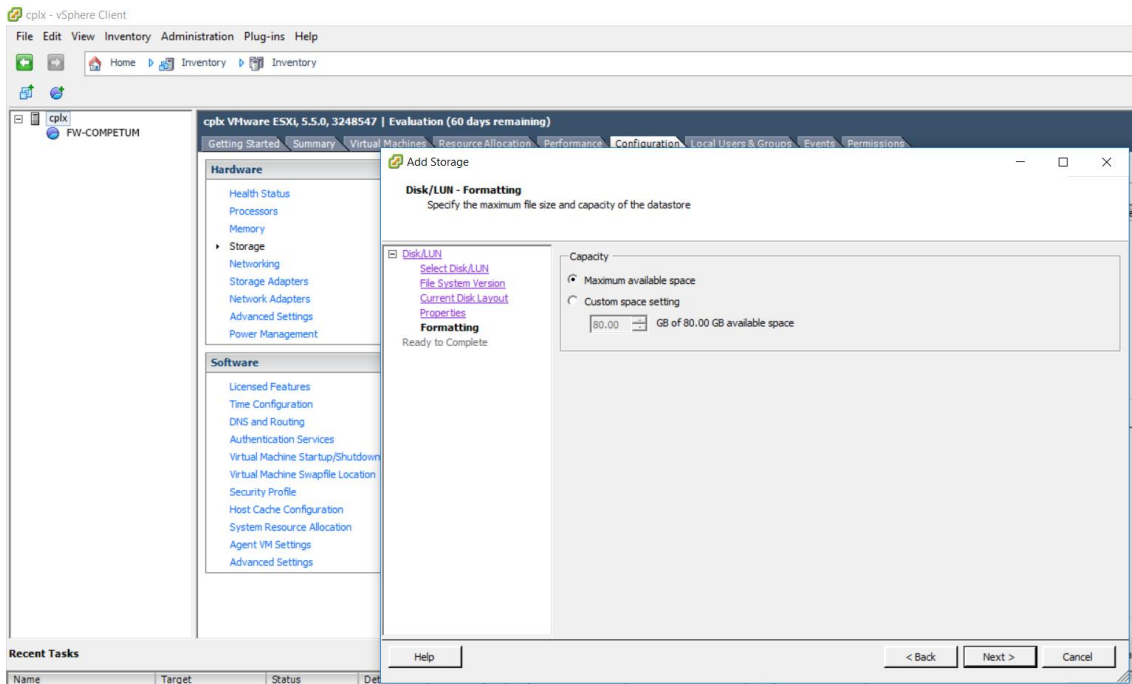 cplx - vSphere Client
File Edit View Inventory Administration Plug-ins Help
Home Inventory Inventory
cplx
FW-COMPETUM
cplx VMware ESXi, 5.5.0, 3248547 | Evaluation (60 days remaining)
Getting Started Summary Virtual Machines Resource Allocation Performance Configuration Local Users & Groups Events Permissions
Hardware
Health Status
Processors
Memory
Storage
Networking
Storage Adapters
Network Adapters
Advanced Settings
Power Management
Software
Licensed Features
Time Configuration
DNS and Routing
Authentication Services
Virtual Machine Startup/Shutdown
Virtual Machine Swapfile Location
Security Profile
Host Cache Configuration
System Resource Allocation
Agent VM Settings
Advanced Settings
Add Storage
Disk/LUN - Formatting
Specify the maximum file size and capacity of the datastore
Disk/LUN
Select Disk/LUN
File System Version
Current Disk Layout
Properties
Formatting
Ready to Complete
Capacity
Maximum available space
Custom space setting
80.00 GB of 80.00 GB available space
Help < Back Next > Cancel
Recent Tasks
Name Target Status Det